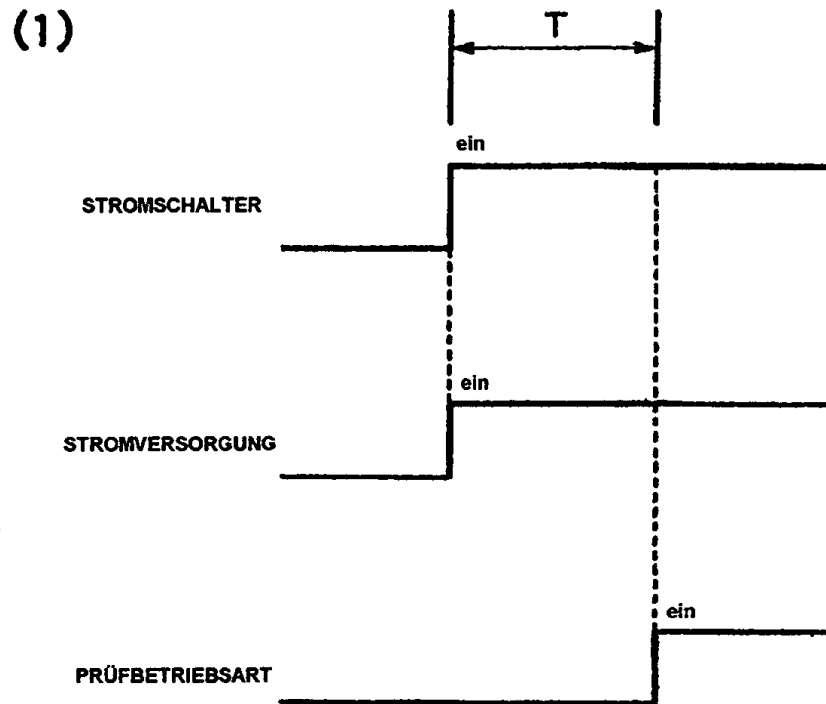 (1)
T
ein
STROMSCHALTER
ein
STROMVERSORGUNG
ein
PRÜFBETRIEBSART